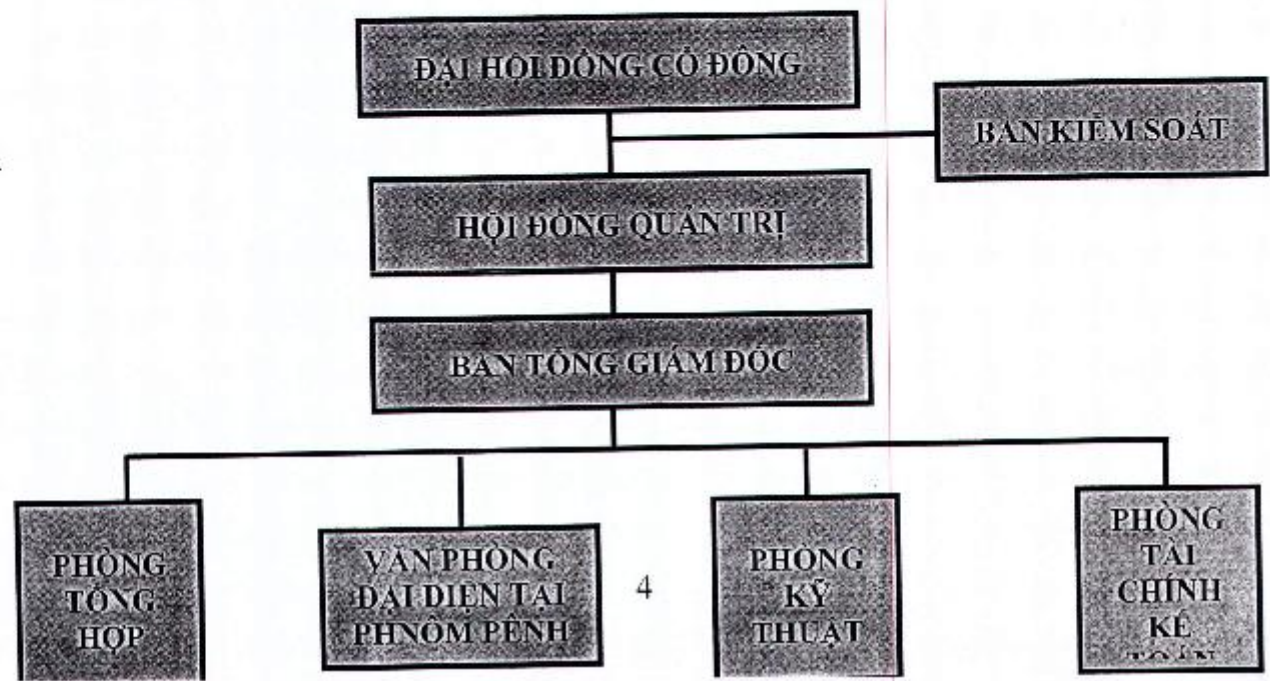 ĐẠI HỘI ĐỒNG CỔ ĐÔNG
BAN KIỂM SOÁT
HỘI ĐỒNG QUẢN TRỊ
BAN TỔNG GIÁM ĐỐC
PHÒNG
TỔNG
HỢP
VĂN PHÒNG
ĐẠI DIỆN TẠI
PHNÔM PÊNH
4
PHÒNG
KỸ
THUẬT
PHÒNG
TÀI
CHÍNH
KẾ
TOÁN